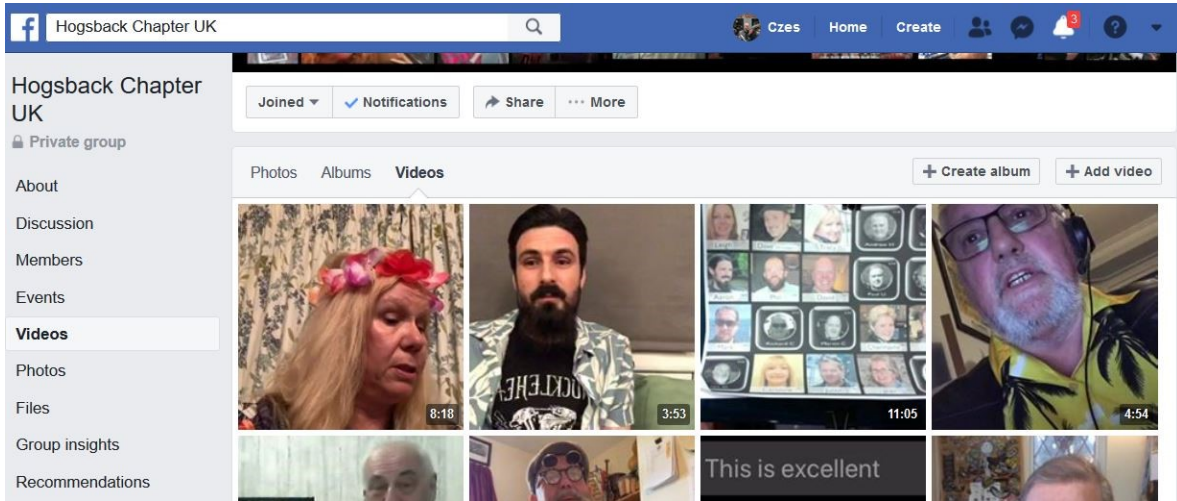 f Hogsback Chapter UK Czes Home Create 3 ?
Hogsback Chapter
UK
Private group
Joined Notifications Share ... More
About
Discussion
Members
Events
Videos
Photos
Files
Group insights
Recommendations
Photos Albums Videos + Create album + Add video
8:18
3:53
11:05
4:54
This is excellent